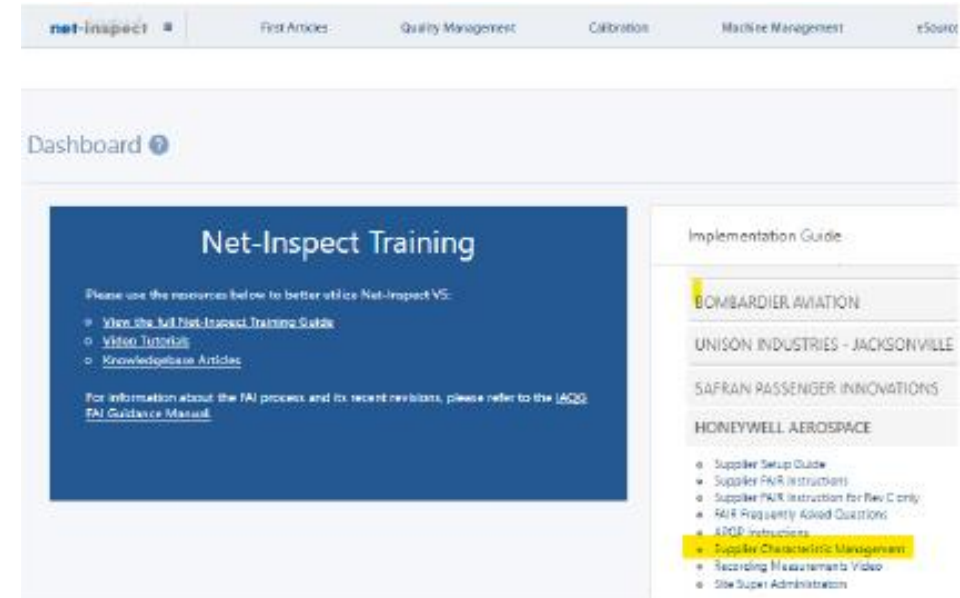 net-inspect
First Articles
Quality Management
Calibration
Machine Management
eSourc
Dashboard
Net-Inspect Training
Please use the resources below to better utilize Net-Inspect VS:
View the full Net-Inspect Training Guide
Video Tutorials
Knowledgebase Articles
For information about the FAI process and its recent revisions, please refer to the IAQG
FAI Guidance Manual.
Implementation Guide
BOMBARDIER AVIATION
UNISON INDUSTRIES - JACKSONVILLE
SAFRAN PASSENGER INNOVATIONS
HONEYWELL AEROSPACE
Supplier Setup Guide
Supplier FAIR Instructions
Supplier FAIR Instruction for Rev C only
FAIR Frequently Asked Questions
APQP Instructions
Supplier Characteristic Management
Recording Measurements Video
Site Super Administrators